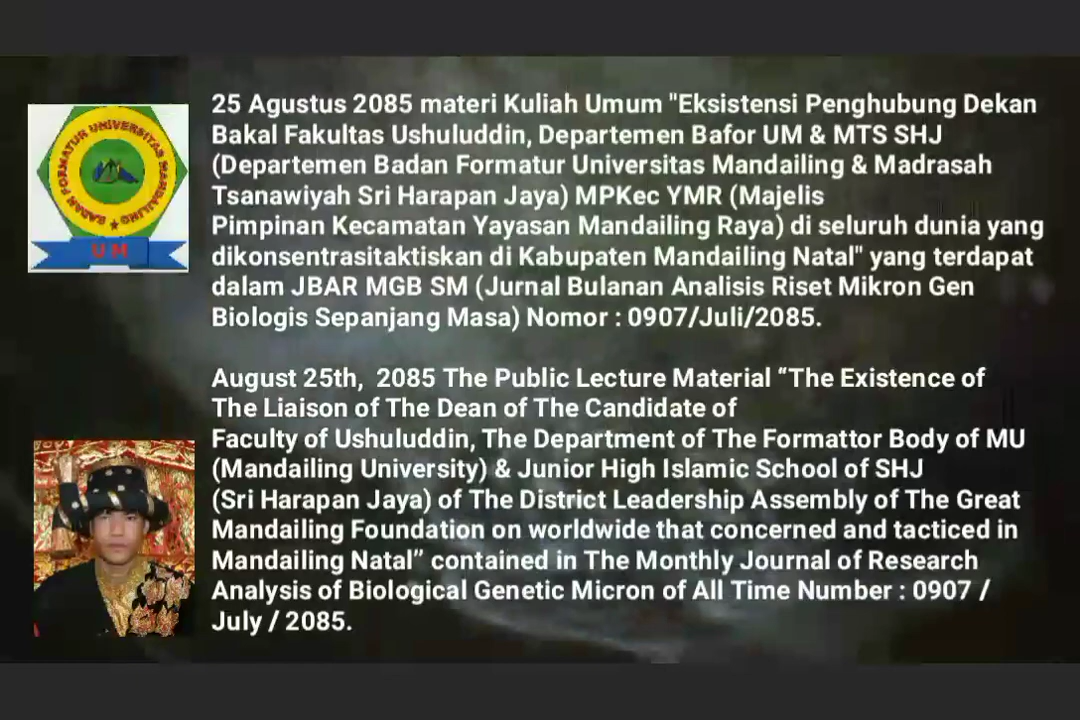 BADAN FORMATUR UNIVERSITAS MANDAILING
UM
25 Agustus 2085 materi Kuliah Umum "Eksistensi Penghubung Dekan
Bakal Fakultas Ushuluddin, Departemen Bafor UM & MTS SHJ
(Departemen Badan Formatur Universitas Mandailing & Madrasah
Tsanawiyah Sri Harapan Jaya) MPKec YMR (Majelis
Pimpinan Kecamatan Yayasan Mandailing Raya) di seluruh dunia yang
dikonsentrasitaktiskan di Kabupaten Mandailing Natal" yang terdapat
dalam JBAR MGB SM (Jurnal Bulanan Analisis Riset Mikron Gen
Biologis Sepanjang Masa) Nomor : 0907/Juli/2085.
August 25th,  2085 The Public Lecture Material “The Existence of
The Liaison of The Dean of The Candidate of
Faculty of Ushuluddin, The Department of The Formattor Body of MU
(Mandailing University) & Junior High Islamic School of SHJ
(Sri Harapan Jaya) of The District Leadership Assembly of The Great
Mandailing Foundation on worldwide that concerned and tacticed in
Mandailing Natal” contained in The Monthly Journal of Research
Analysis of Biological Genetic Micron of All Time Number : 0907 /
July / 2085.